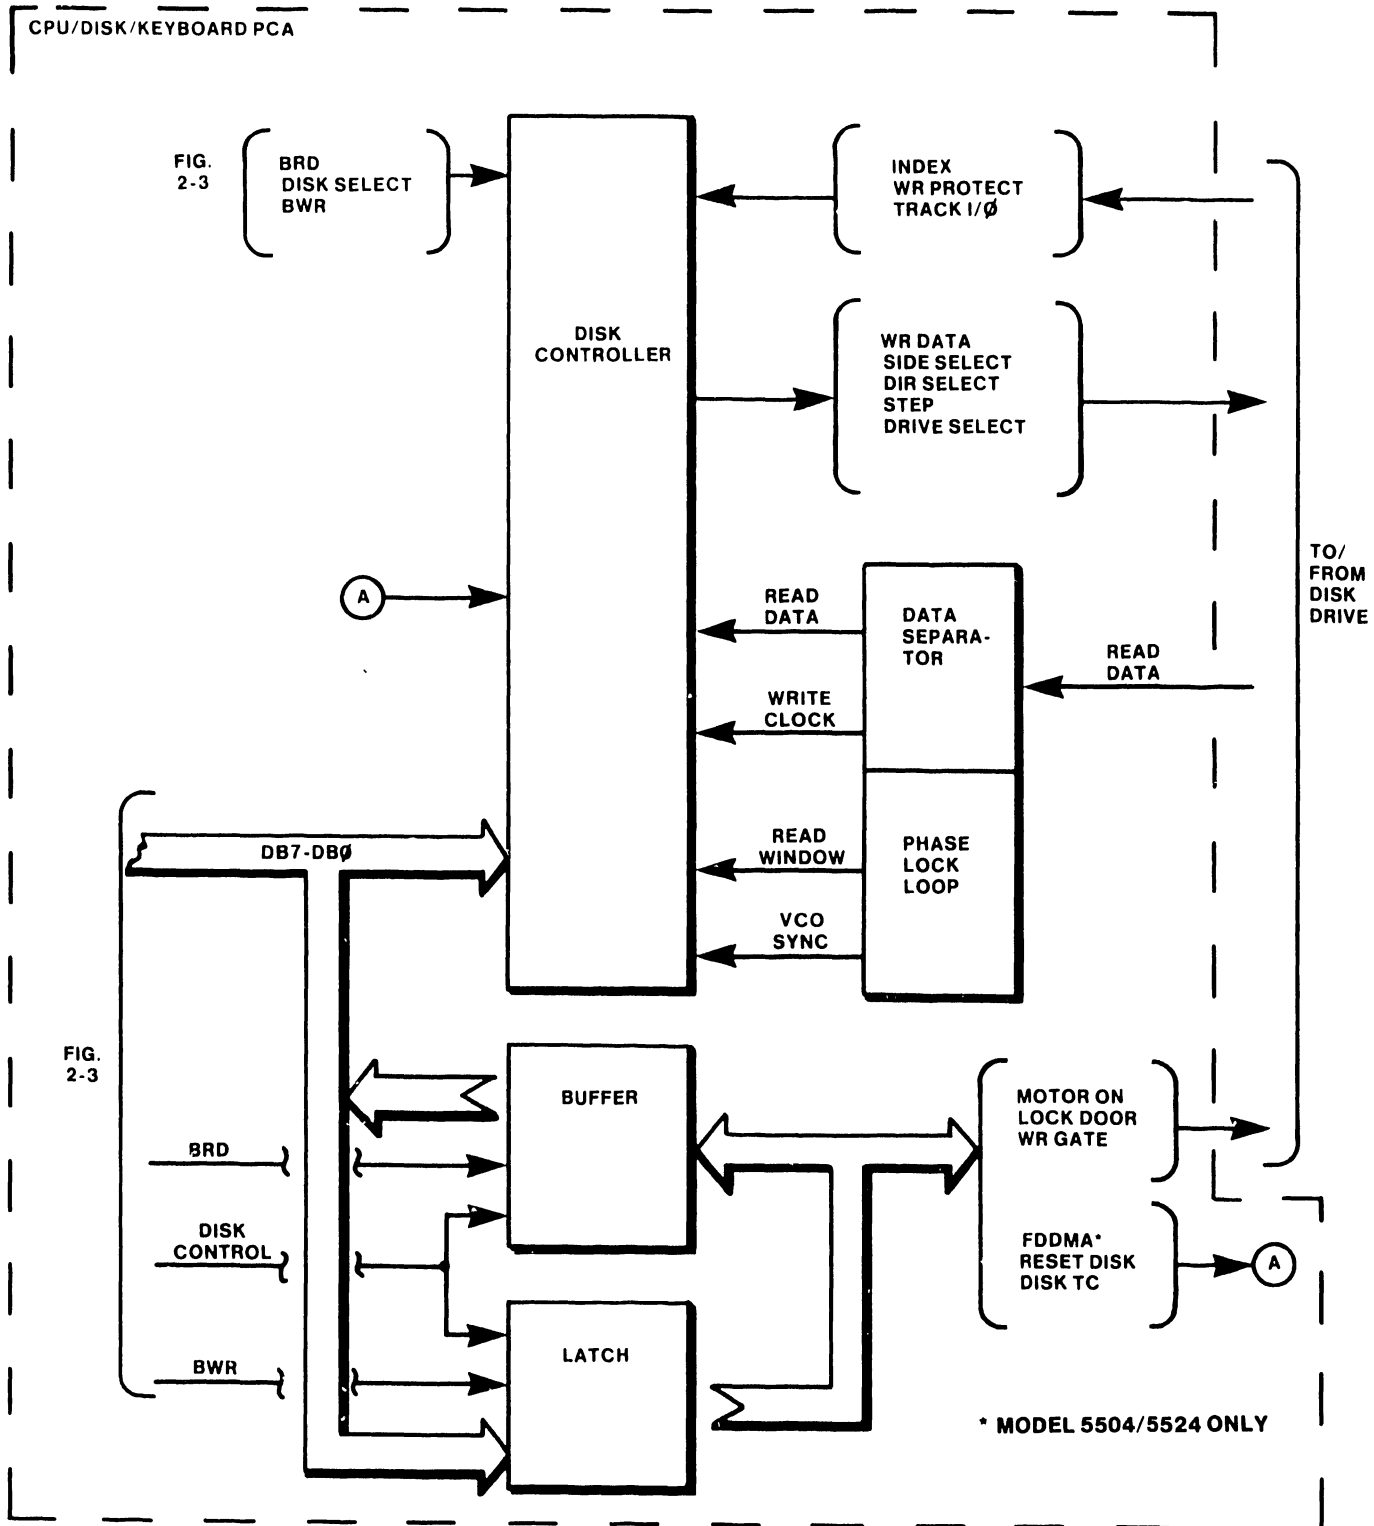 CPU/DISK/KEYBOARD PCA
FIG.
2-3
BRD
DISK SELECT
BWR
INDEX
WR PROTECT
TRACK I/Ø
DISK
CONTROLLER
WR DATA
SIDE SELECT
DIR SELECT
STEP
DRIVE SELECT
TO/
FROM
DISK
DRIVE
A
READ
DATA
DATA
SEPARA-
TOR
READ
DATA
WRITE
CLOCK
DB7-DBØ
READ
WINDOW
PHASE
LOCK
LOOP
VCO
SYNC
FIG.
2-3
BUFFER
MOTOR ON
LOCK DOOR
WR GATE
BRD
DISK
CONTROL
FDDMA*
RESET DISK
DISK TC
A
LATCH
BWR
* MODEL 5504/5524 ONLY